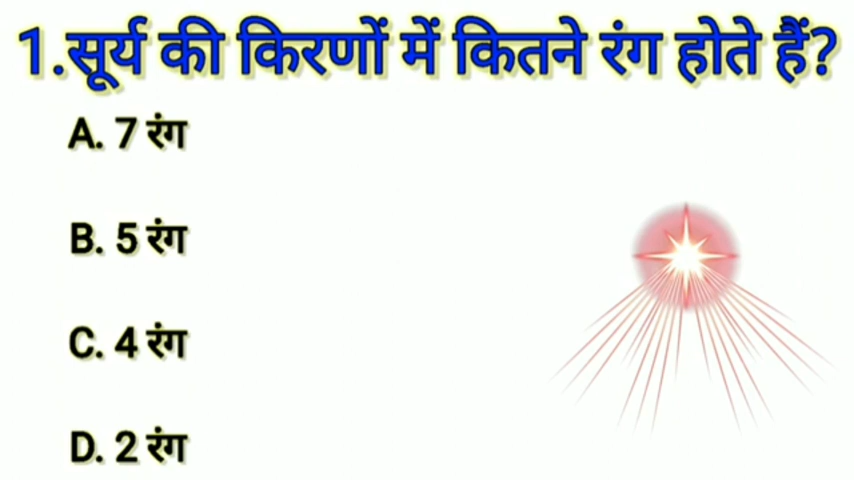 1.सूर्य की किरणों में कितने रंग होते हैं?
A. 7 रंग
B. 5 रंग
C. 4 रंग
D. 2 रंग